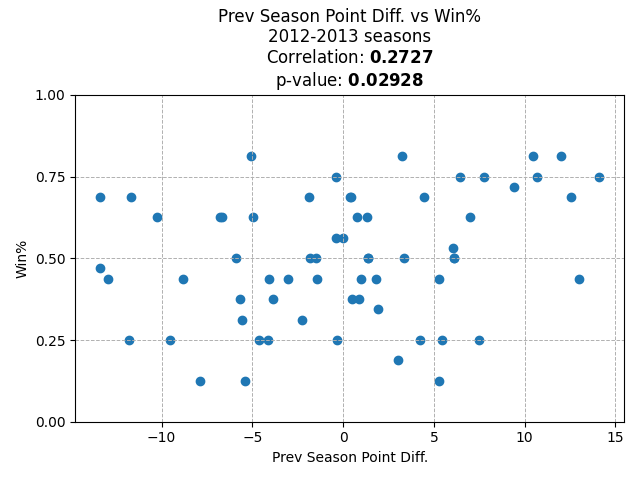 Prev Season Point Diff. vs Win%
2012-2013 seasons
Correlation: 0.2727
p-value: 0.02928
1.00
0.75
0.50
0.25
0.00
Win%
−10
−5
0
5
10
15
Prev Season Point Diff.